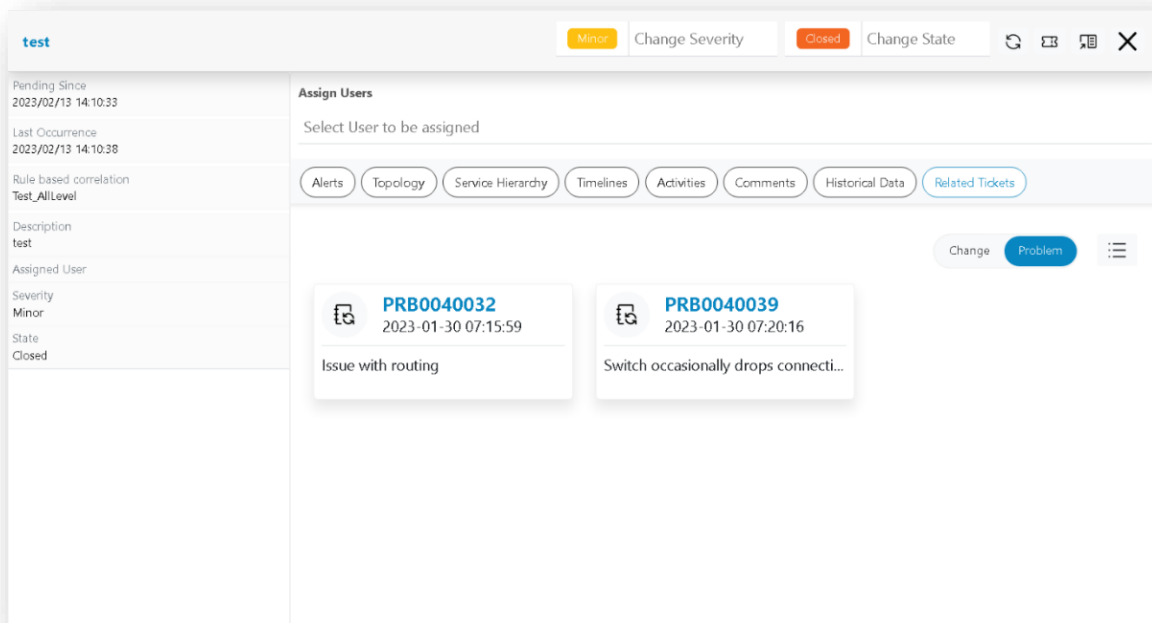 test
Minor
Change Severity
Closed
Change State
Pending Since
2023/02/13 14:10:33
Last Occurrence
2023/02/13 14:10:38
Rule based correlation
Test_AllLevel
Description
test
Assigned User
Severity
Minor
State
Closed
Assign Users
Select User to be assigned
Alerts
Topology
Service Hierarchy
Timelines
Activities
Comments
Historical Data
Related Tickets
Change
Problem
PRB0040032
2023-01-30 07:15:59
Issue with routing
PRB0040039
2023-01-30 07:20:16
Switch occasionally drops connecti...